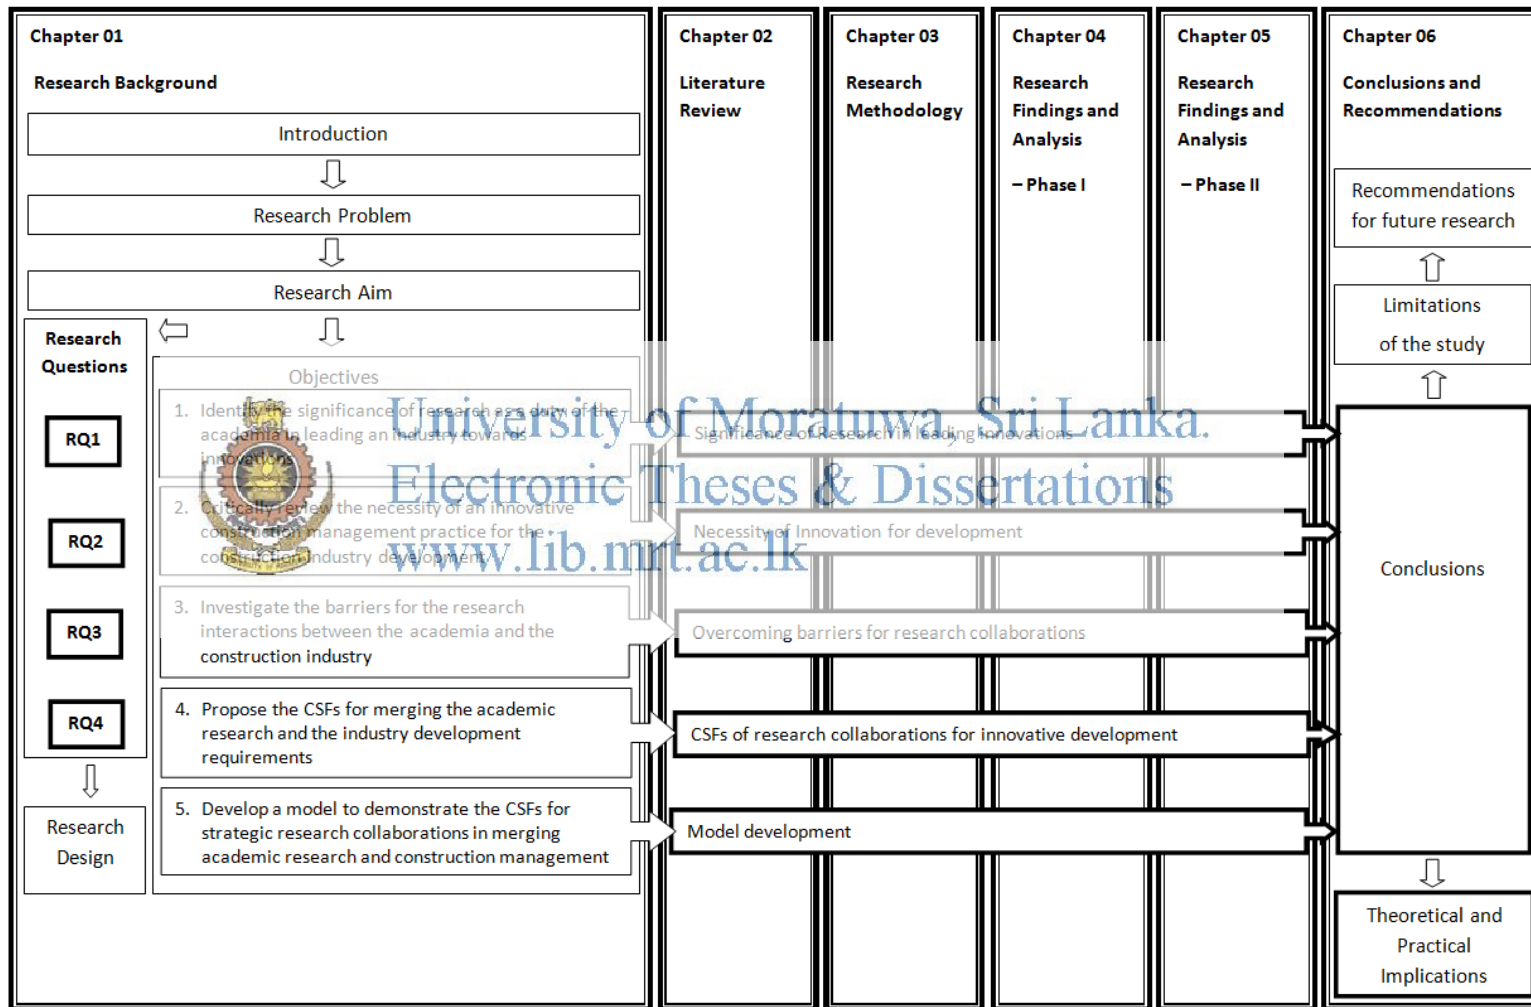 Chapter 01
Research Background
Introduction
Research Problem
Research Aim
Research
Questions
RQ1
RQ2
RQ3
RQ4
Research
Design
Objectives
1. Identify the significance of research as a duty of the
academia in leading an industry towards
innovations
2. Critically review the necessity of an innovative
construction management practice for the
construction industry development
3. Investigate the barriers for the research
interactions between the academia and the
construction industry
4. Propose the CSFs for merging the academic
research and the industry development
requirements
5. Develop a model to demonstrate the CSFs for
strategic research collaborations in merging
academic research and construction management
Chapter 02
Literature
Review
Chapter 03
Research
Methodology
Chapter 04
Research
Findings and
Analysis
– Phase I
Chapter 05
Research
Findings and
Analysis
– Phase II
Significance of Research in leading innovations
Necessity of Innovation for development
Overcoming barriers for research collaborations
CSFs of research collaborations for innovative development
Model development
Chapter 06
Conclusions and
Recommendations
Recommendations
for future research
Limitations
of the study
Conclusions
Theoretical and
Practical
Implications
University of Moratuwa, Sri Lanka.
Electronic Theses & Dissertations
www.lib.mrt.ac.lk